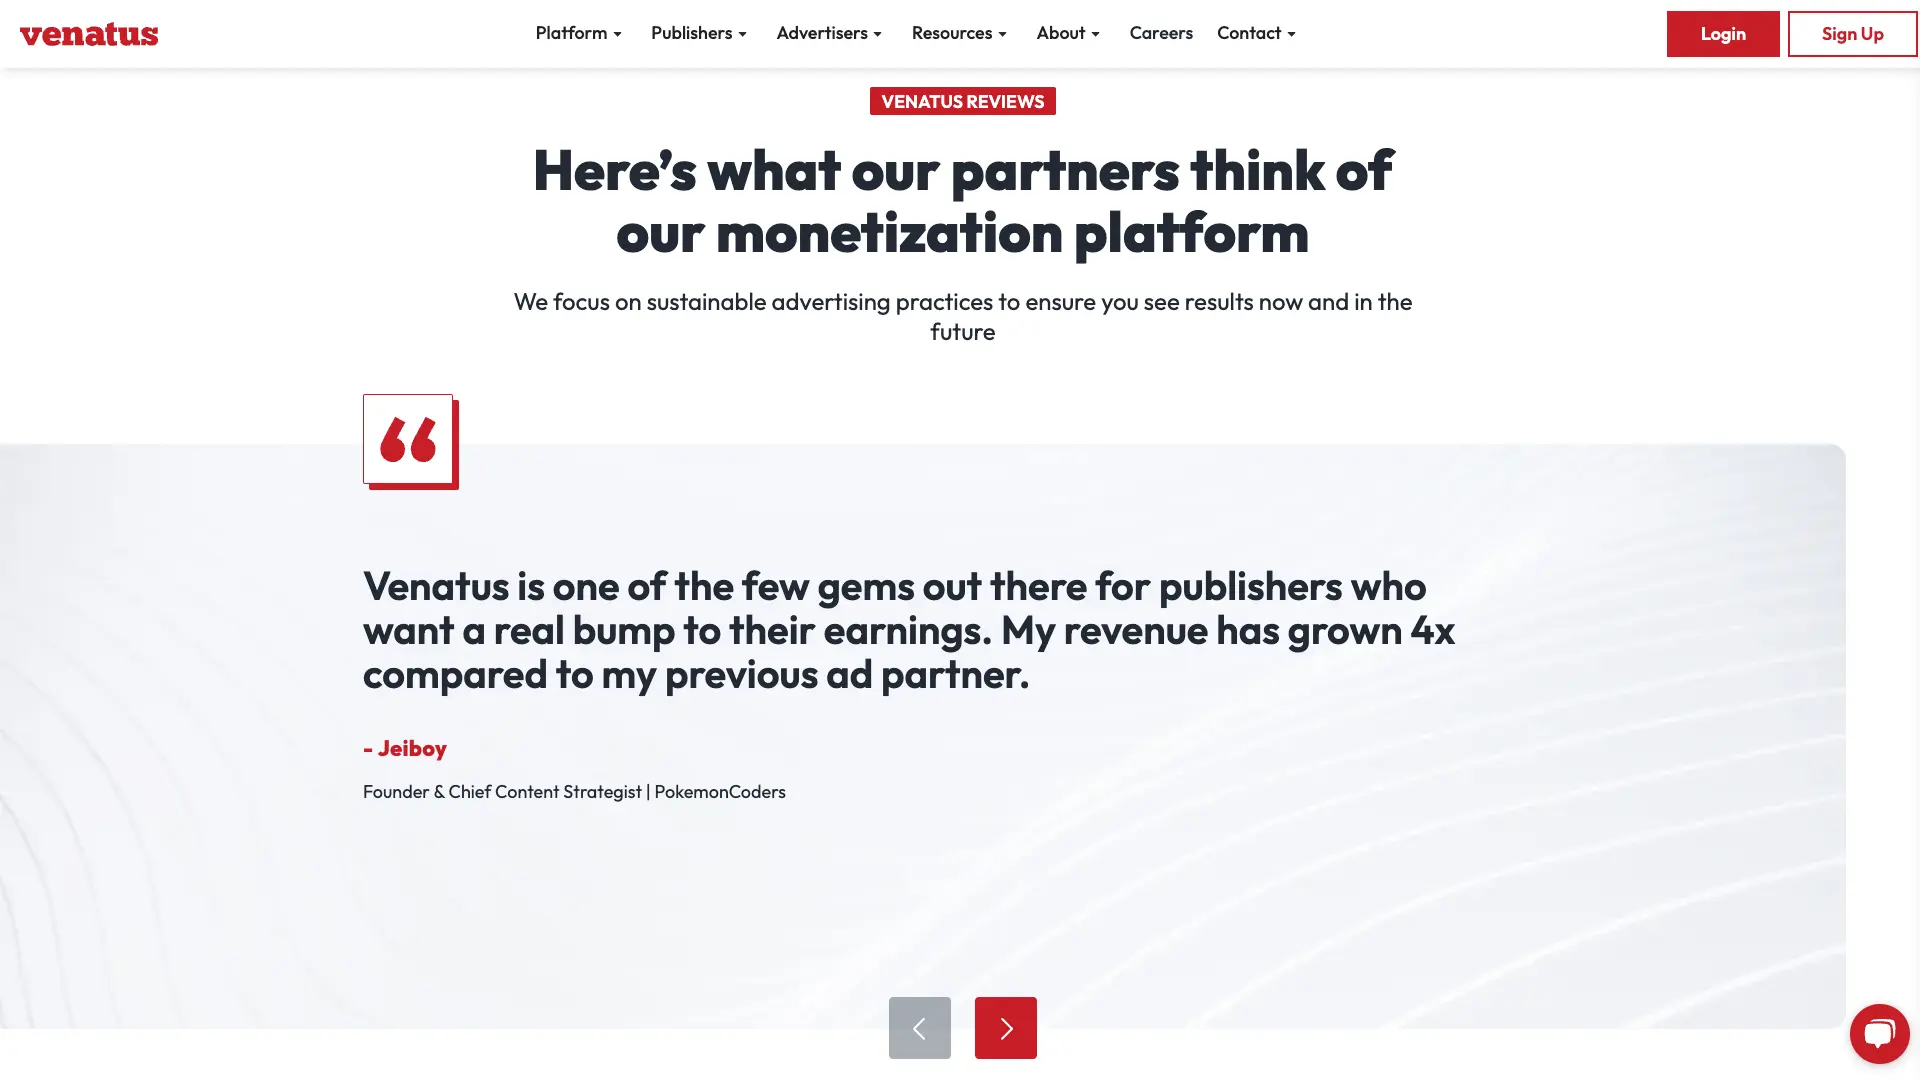 venatus
Platform
Publishers
Advertisers
Resources
About
Careers
Contact
Login
Sign Up
VENATUS REVIEWS
Here’s what our partners think of
our monetization platform
We focus on sustainable advertising practices to ensure you see results now and in the
future
“
Venatus is one of the few gems out there for publishers who
want a real bump to their earnings. My revenue has grown 4x
compared to my previous ad partner.
- Jeiboy
Founder & Chief Content Strategist | PokemonCoders